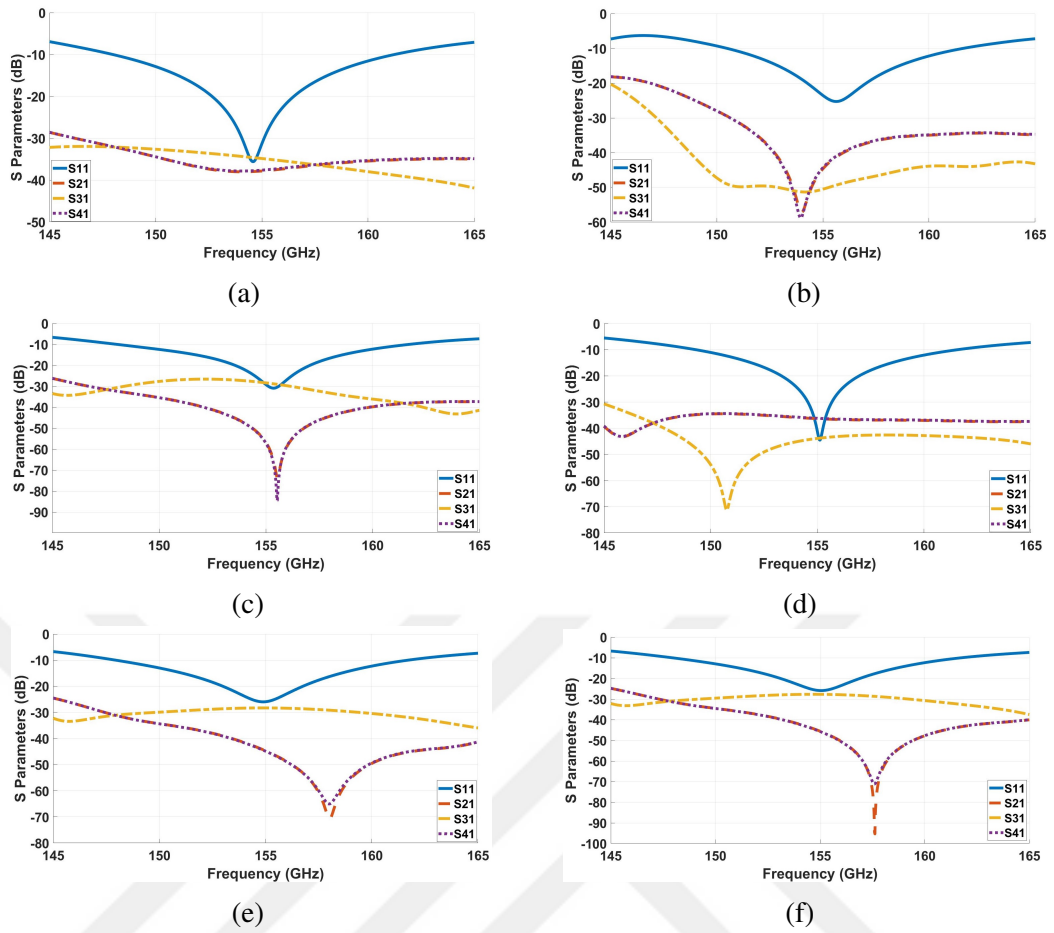 0
-10
-20
-30
-40
-50
S Parameters (dB)
S11
S21
S31
S41
145 150 155 160 165
Frequency (GHz)
(a)
0
-10
-20
-30
-40
-50
-60
S Parameters (dB)
S11
S21
S31
S41
145 150 155 160 165
Frequency (GHz)
(b)
0
-10
-20
-30
-40
-50
-60
-70
-80
-90
S Parameters (dB)
S11
S21
S31
S41
145 150 155 160 165
Frequency (GHz)
(c)
0
-10
-20
-30
-40
-50
-60
-70
-80
S Parameters (dB)
S11
S21
S31
S41
145 150 155 160 165
Frequency (GHz)
(d)
0
-10
-20
-30
-40
-50
-60
-70
-80
S Parameters (dB)
S11
S21
S31
S41
145 150 155 160 165
Frequency (GHz)
(e)
0
-10
-20
-30
-40
-50
-60
-70
-80
-90
-100
S Parameters (dB)
S11
S21
S31
S41
145 150 155 160 165
Frequency (GHz)
(f)